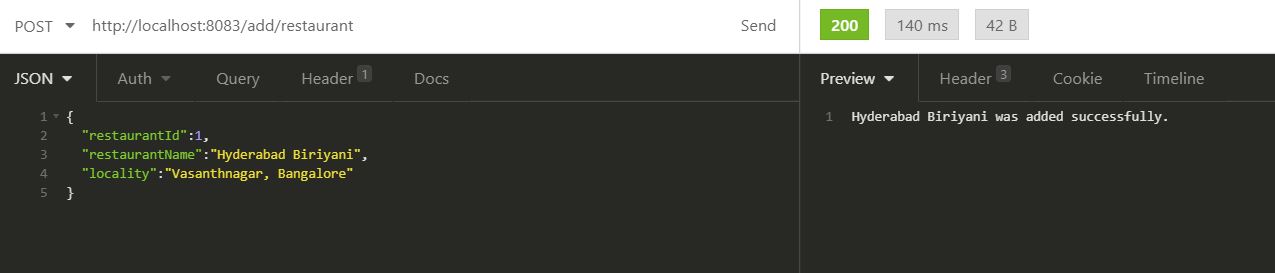 POST http://localhost:8083/add/restaurant Send 200 140 ms 42 B
JSON Auth Query Header 1 Docs Preview Header 3 Cookie Timeline
1 {
2 "restaurantId":1,
3 "restaurantName":"Hyderabad Biriyani",
4 "locality":"Vasanthnagar, Bangalore"
5 }
1 Hyderabad Biriyani was added successfully.